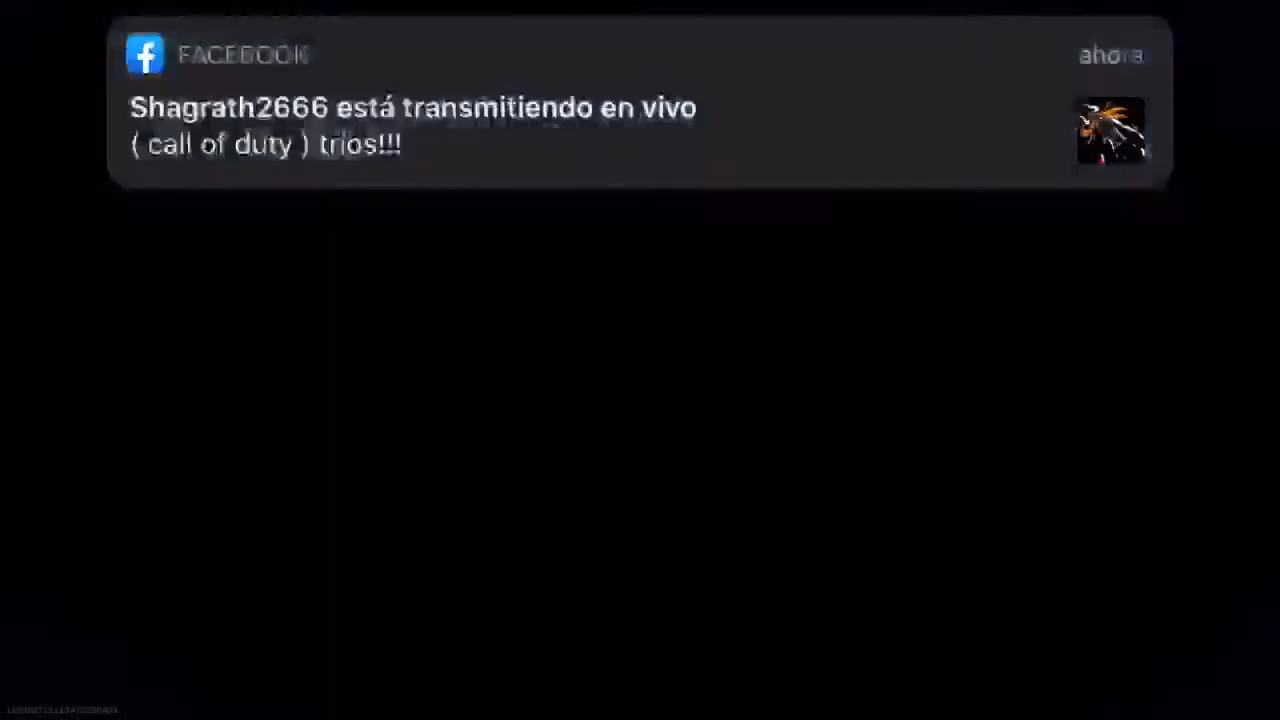 FACEBOOK
ahora
Shagrath2666 está transmitiendo en vivo
( call of duty ) trios!!!